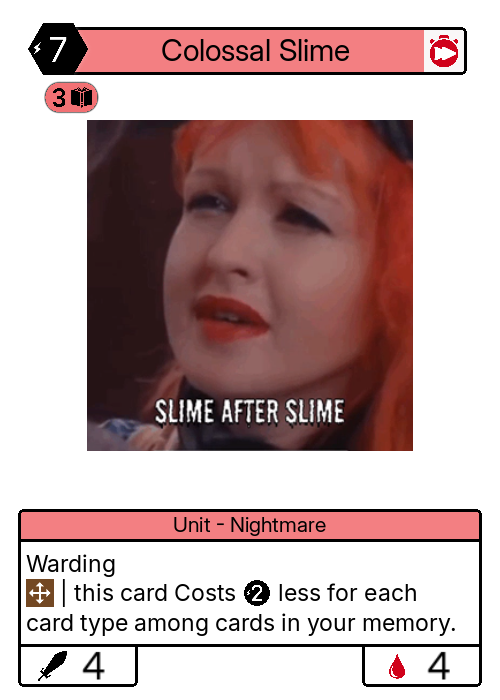 7
Colossal Slime
3
SLIME AFTER SLIME
Unit - Nightmare
Warding
| this card Costs 2 less for each
card type among cards in your memory.
4
4